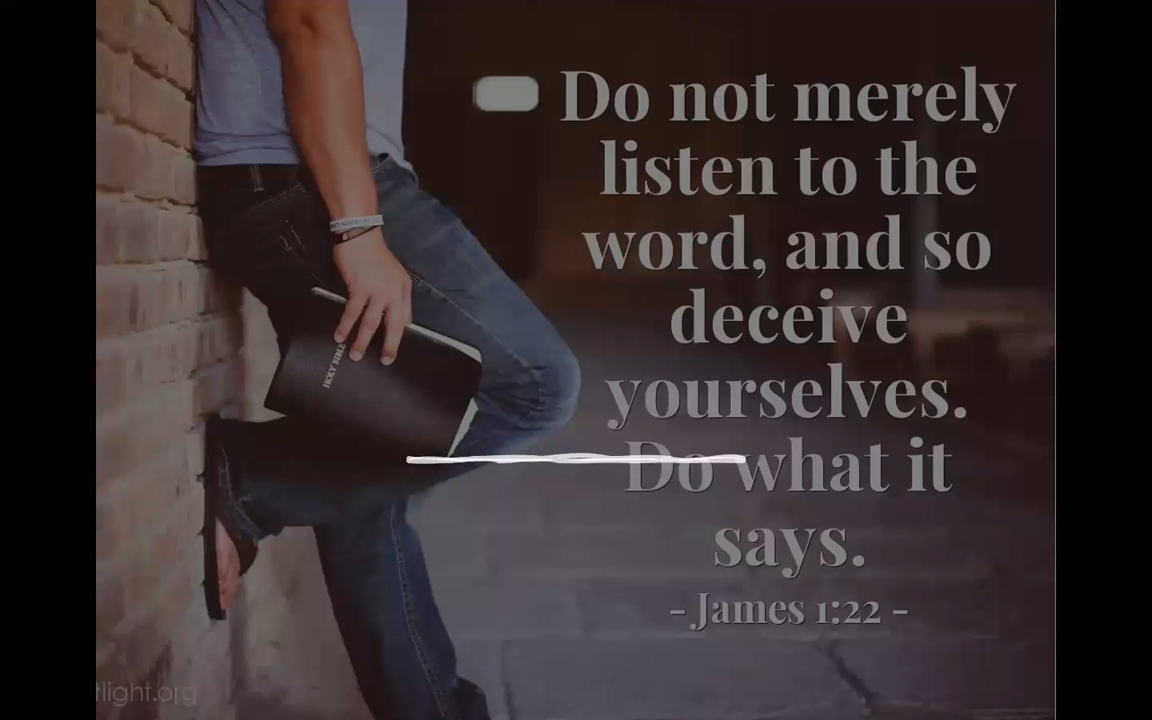 Do not merely
listen to the
word, and so
deceive
yourselves.
Do what it
says.
- James 1:22 -
HOLY BIBLE
tlight.org